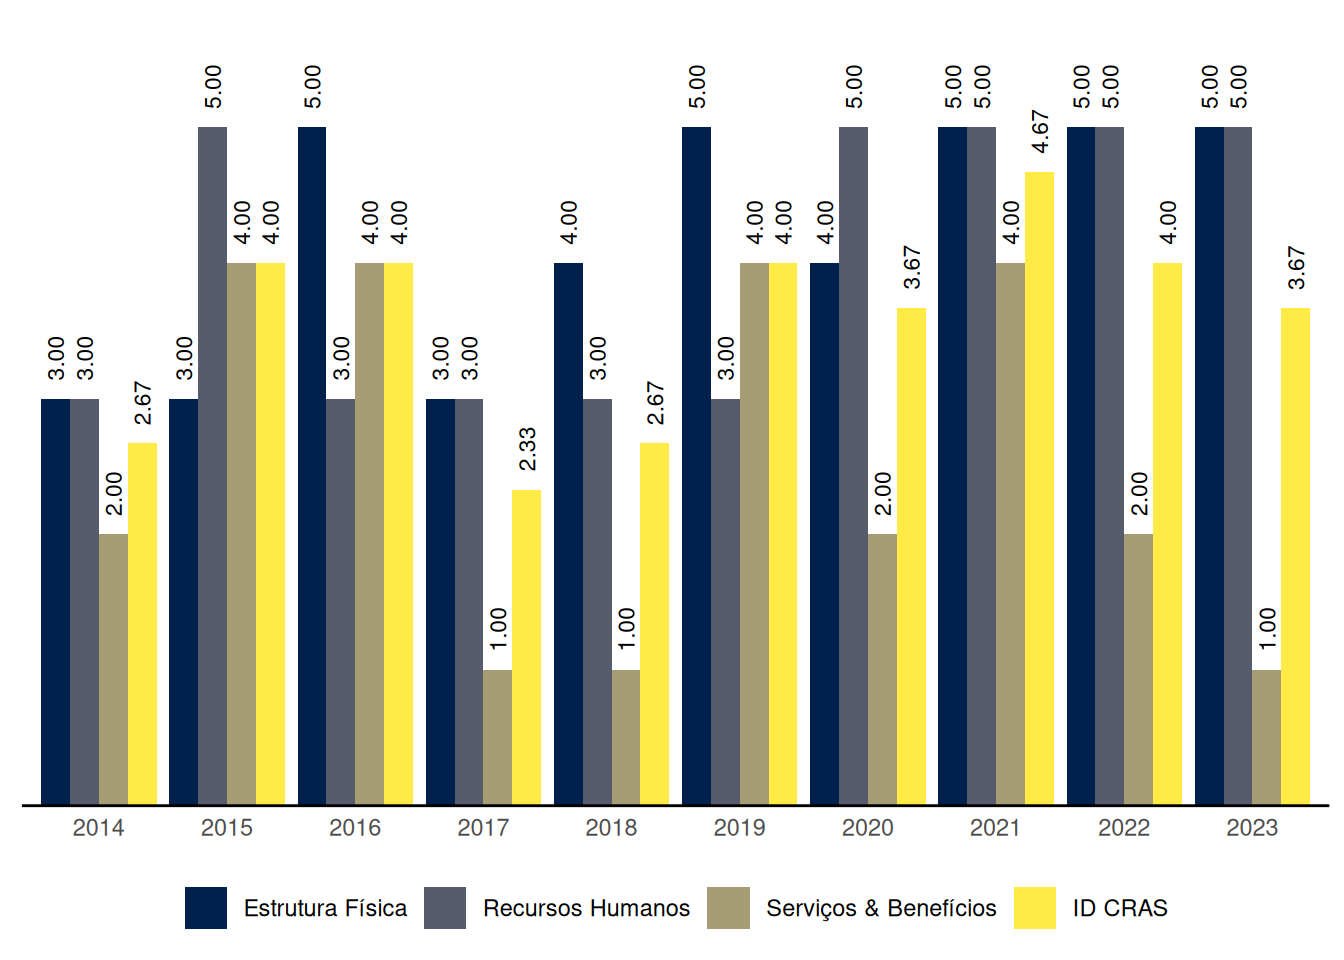 5.00 5.00 5.00 5.00 5.00 5.00 5.00 5.00 5.00 5.00
4.67
4.00 4.00 4.00 4.00 4.00 4.00 4.00 4.00 4.00 4.00
3.67 3.67
3.00 3.00 3.00 3.00 3.00 3.00 3.00 3.00
2.67 2.67
2.33
2.00 2.00 2.00
1.00 1.00 1.00
2014 2015 2016 2017 2018 2019 2020 2021 2022 2023
Estrutura Física Recursos Humanos Serviços & Benefícios ID CRAS